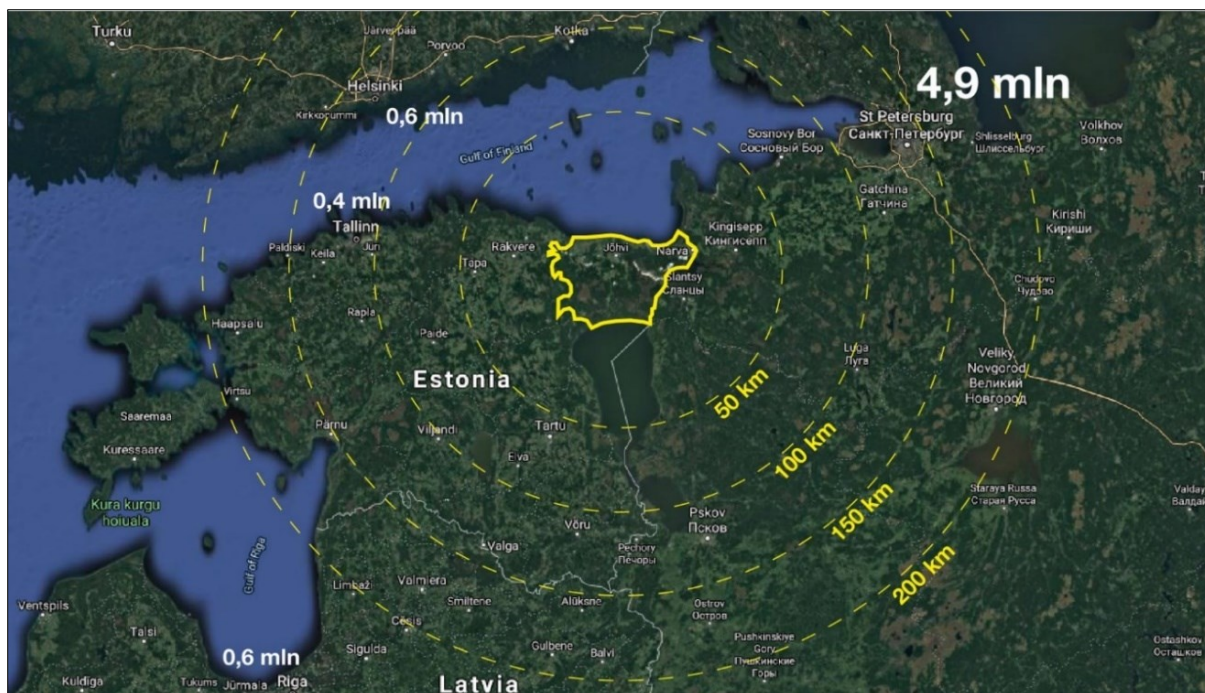 Turku
Järvenpää
Porvoo
Kotka
Helsinki
Kirkkonummi
0,6 mln
4,9 mln
St Petersburg
Санкт-Петербург
Sosnovy Bor
Сосновый Бор
Shlisselburg
Шлиссельбург
Volkhov
Волхов
Gulf of Finland
Gatchina
Гатчина
0,4 mln
Tallinn
Paldiski
Keila
Jüri
Rakvere
Tapa
Jõhvi
Narva
Kingisepp
Кингисепп
Slantsy
Сланцы
Kirishi
Кириши
Chudovo
Чудово
Haapsalu
Rapla
Paide
Luga
Луга
Veliky
Novgorod
Великий
Новгород
Estonia
50 km
Virtsu
Saaremaa
Kuressaare
Pärnu
Viljandi
Tartu
Elva
100 km
Kura kurgu
hoiuala
Staraya Russa
Старая Русса
150 km
Pskov
Псков
Võru
Valga
Pechory
Печоры
Gulf of Riga
200 km
Ventspils
Talsi
Limbaži
Valmiera
Smiltene
Alūksne
Ostrov
Остров
Cēsis
Sigulda
Gulbene
Balvi
Pushkinskiye
Gory
Пушкинские
Горы
Ostashkov
Осташков
0,6 mln
Kuldīga
Tukums
Jūrmala
Riga
Latvia